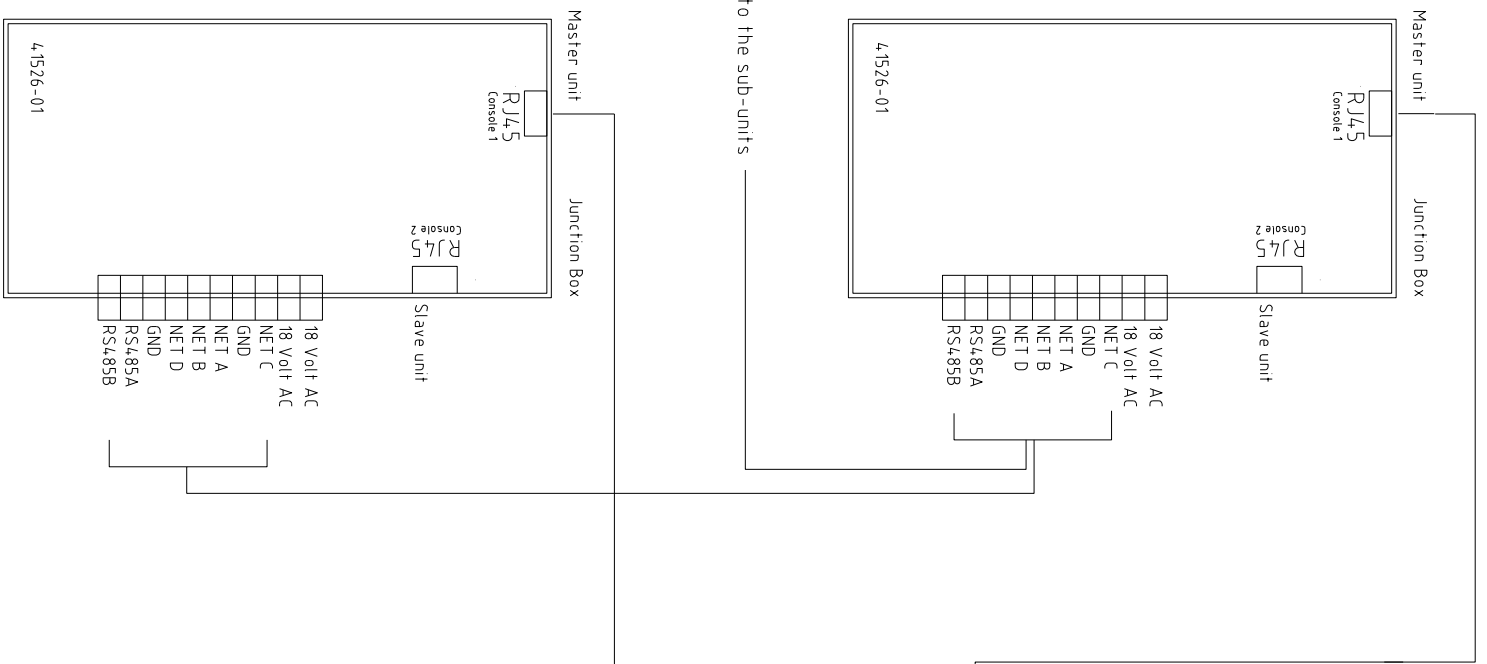 Master unit
Junction Box
41526-01
RJ45
Console 1
RJ45
Console 2
Slave unit
18 Volt AC
18 Volt AC
NET C
GND
NET A
NET B
NET D
GND
RS485A
RS485B
to the sub-units
Master unit
Junction Box
41526-01
RJ45
Console 1
RJ45
Console 2
Slave unit
18 Volt AC
18 Volt AC
NET C
GND
NET A
NET B
NET D
GND
RS485A
RS485B